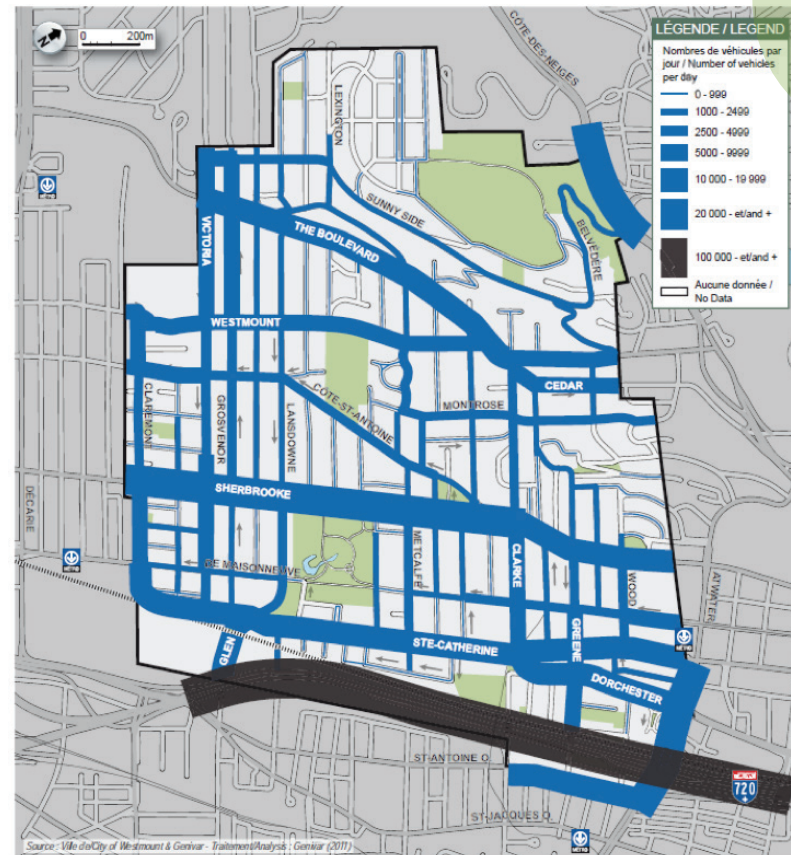 0 200m
LÉGENDE / LEGEND
Nombres de véhicules par
jour / Number of vehicles
per day
0 - 999
1000 - 2499
2500 - 4999
5000 - 9999
10 000 - 19 999
20 000 - et/and +
100 000 - et/and +
Aucune donnée /
No Data
CÔTE-DES-NEIGES
LEXINGTON
SUNNY SIDE
BELVÉDÈRE
VICTORIA
THE BOULEVARD
WESTMOUNT
CEDAR
CLAREMONT
GROSVENOR
LANSDOWNE
CÔTE-ST-ANTOINE
MONTROSE
SHERBROOKE
DÉCARIE
DE MAISONNEUVE
METCALFE
CLARKE
WOOD
ATWATER
GREENE
MÉTRO
MÉTRO
GLEN
STE-CATHERINE
DORCHESTER
ST-ANTOINE O.
720
ST-JACQUES O.
MÉTRO
Source : Ville de/City of Westmount & Genivar - Traitement/Analysis : Genivar (2011)